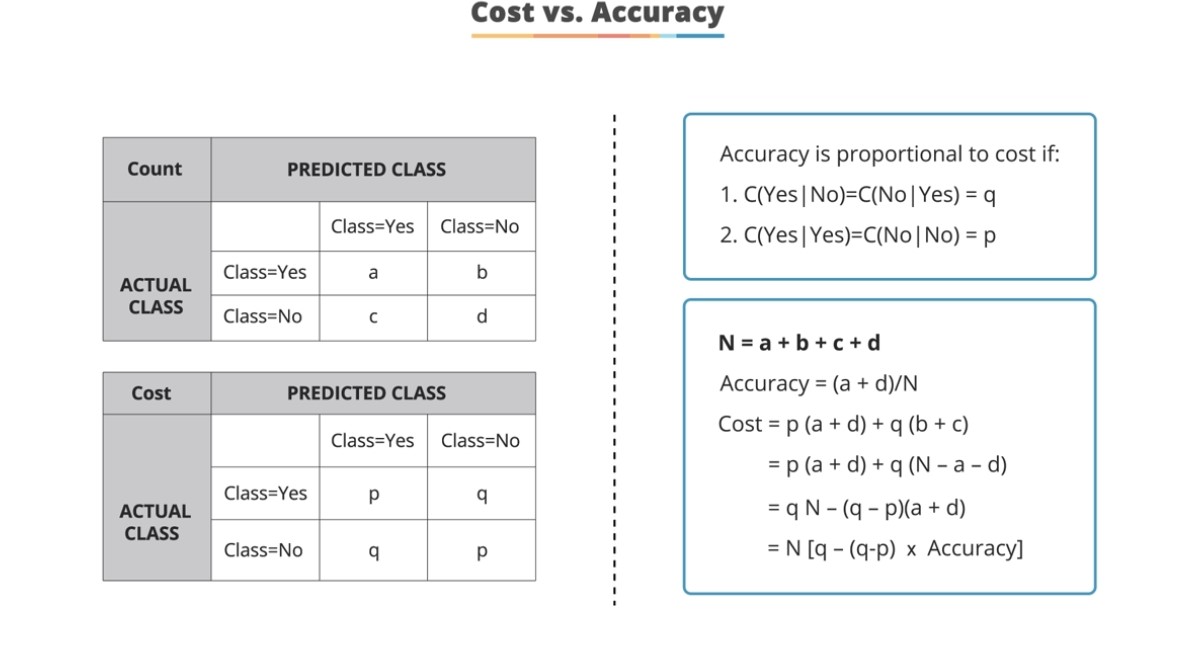 Cost vs. Accuracy
Count PREDICTED CLASS
Class=Yes Class=No
ACTUAL CLASS
Class=Yes a b
Class=No c d
Cost PREDICTED CLASS
Class=Yes Class=No
ACTUAL CLASS
Class=Yes p q
Class=No q p
Accuracy is proportional to cost if:
1. C(Yes|No)=C(No|Yes) = q
2. C(Yes|Yes)=C(No|No) = p
N = a + b + c + d
Accuracy = (a + d)/N
Cost = p (a + d) + q (b + c)
= p (a + d) + q (N – a – d)
= q N – (q – p)(a + d)
= N [q – (q-p) x Accuracy]